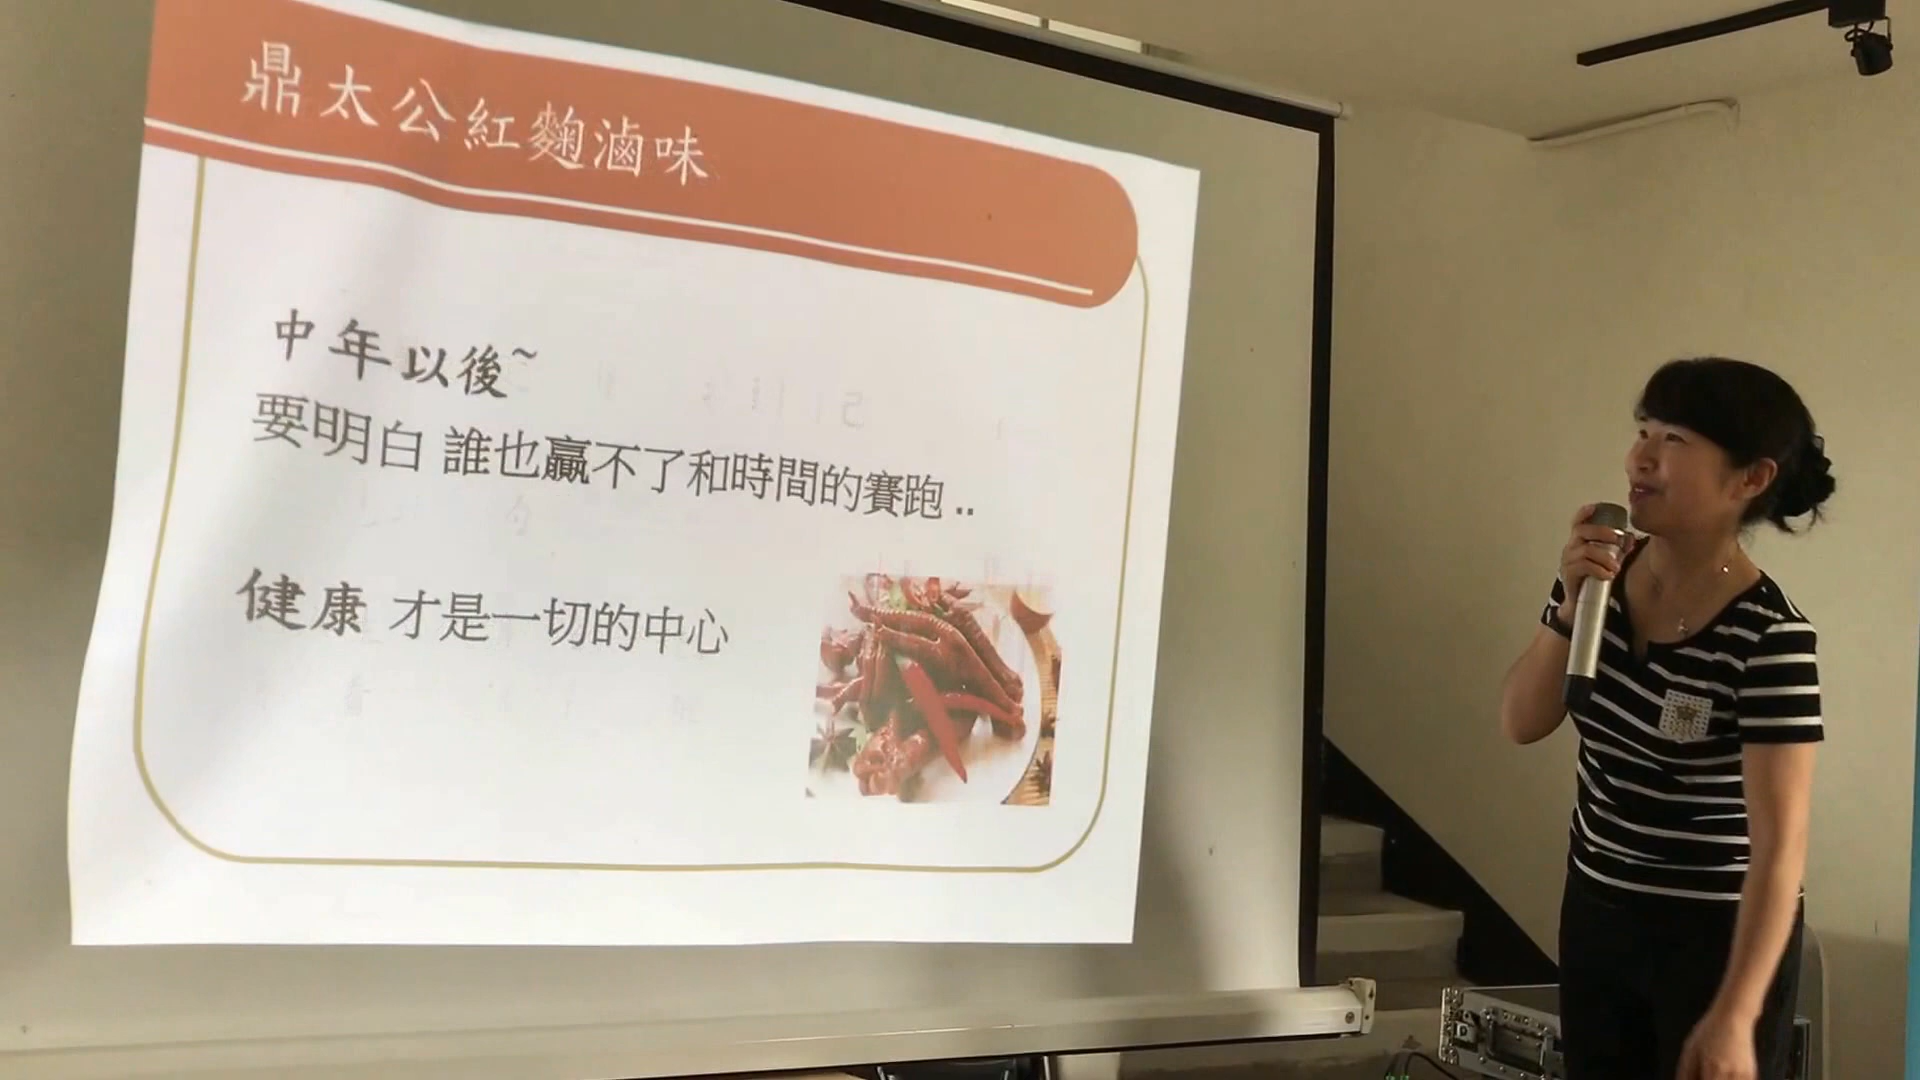 鼎太公紅麴滷味
中年以後~
要明白 誰也贏不了和時間的賽跑 ..
健康 才是一切的中心